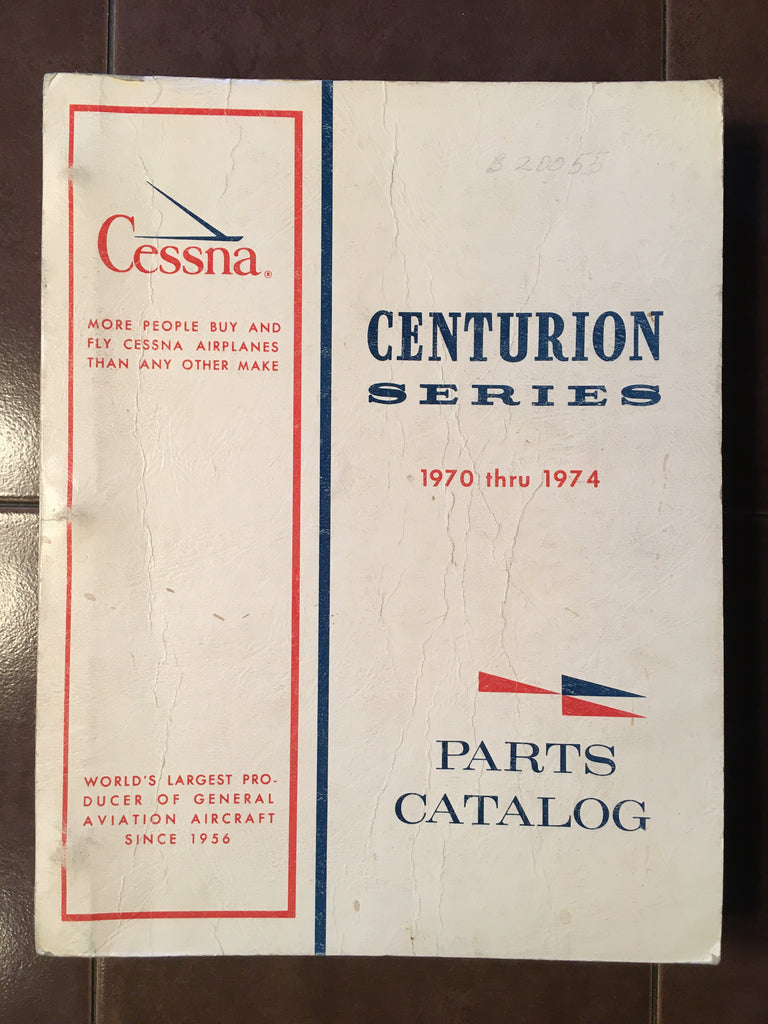 Cessna®
MORE PEOPLE BUY AND
FLY CESSNA AIRPLANES
THAN ANY OTHER MAKE
WORLD'S LARGEST PRO-
DUCER OF GENERAL
AVIATION AIRCRAFT
SINCE 1956
B 20055
CENTURION
SERIES
1970 thru 1974
PARTS
CATALOG